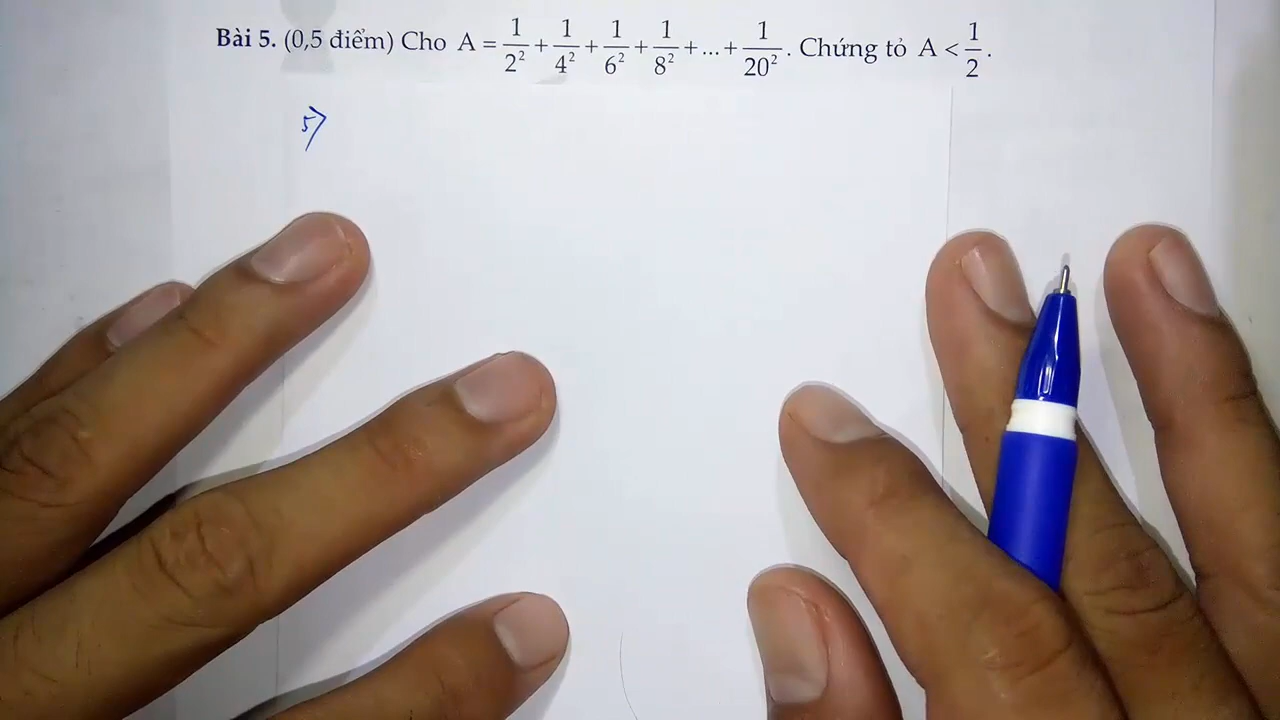 Bài 5. (0,5 điểm) Cho A = 1/2² + 1/4² + 1/6² + 1/8² + ... + 1/20². Chứng tỏ A < 1/2.
5)